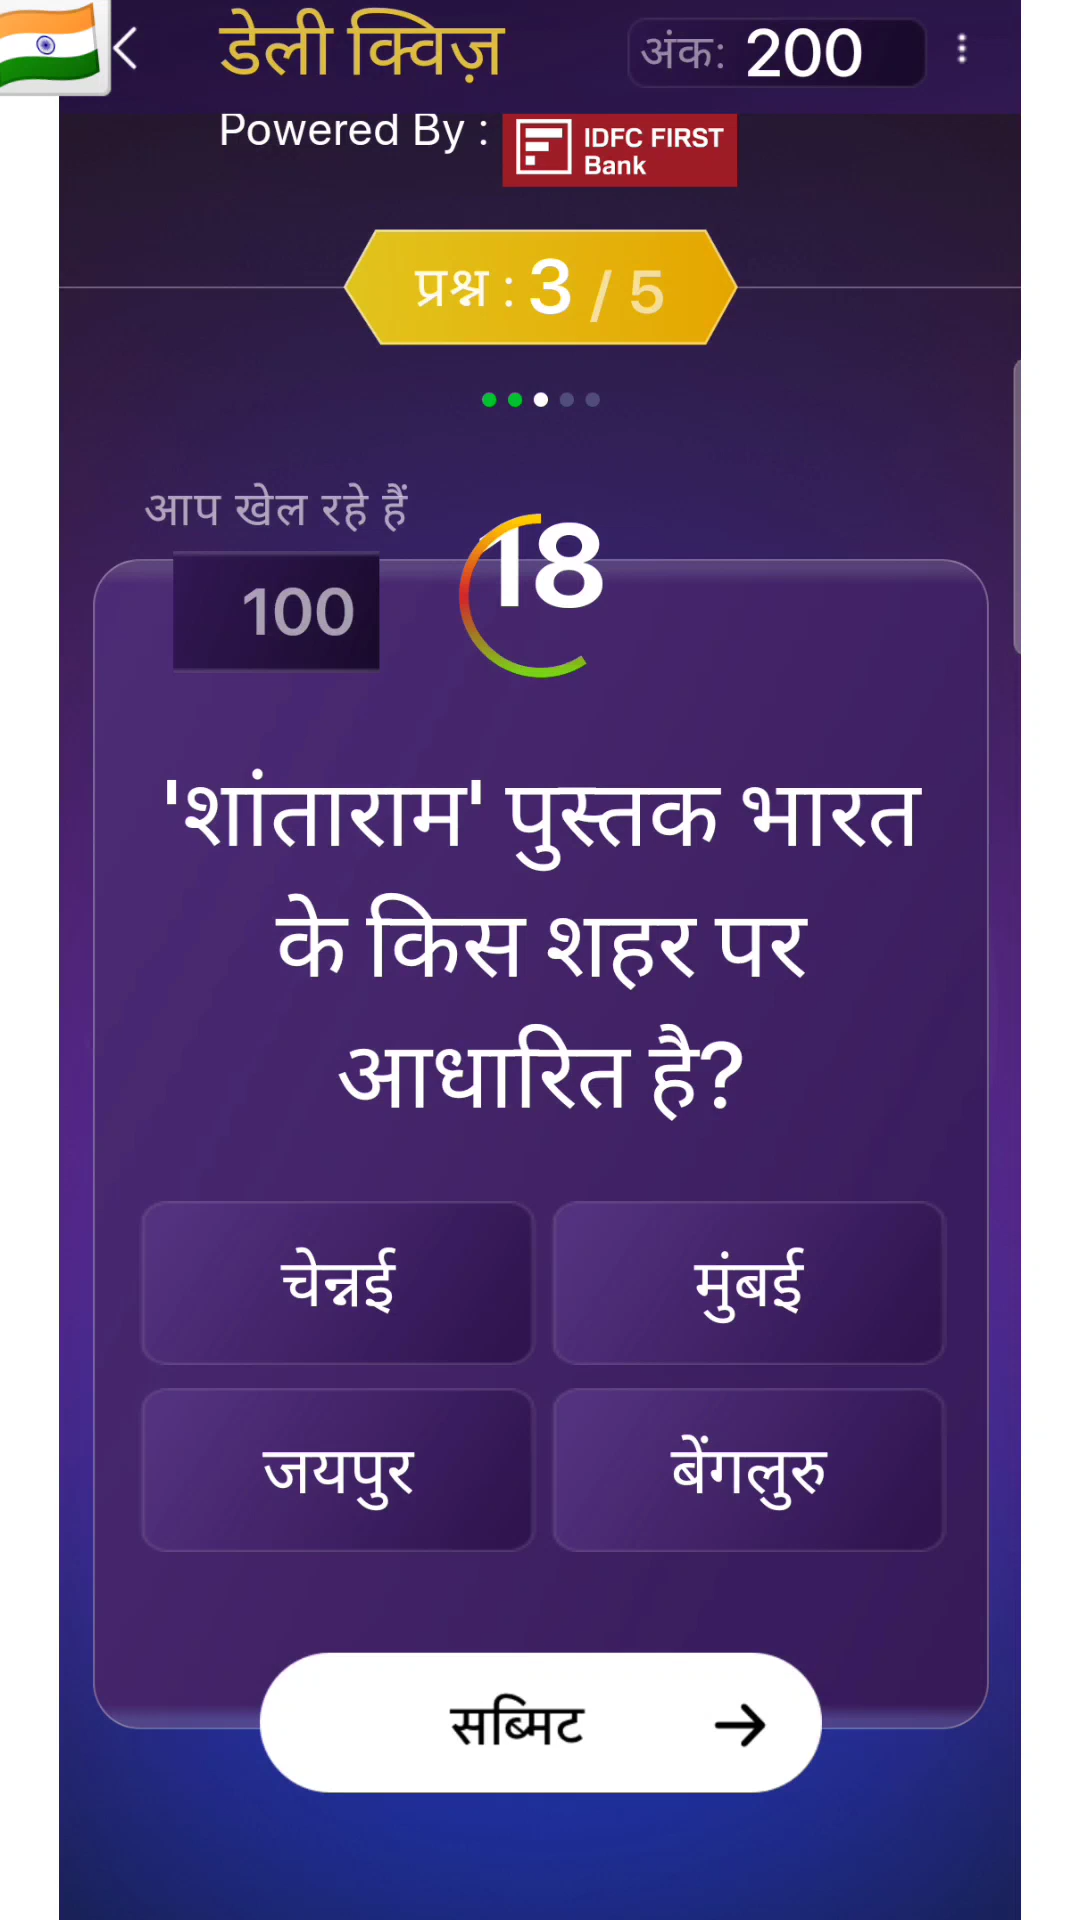 डेली क्विज़
अंक: 200
Powered By :
IDFC FIRST
Bank
प्रश्न : 3 / 5
आप खेल रहे हैं
18
100
'शांताराम' पुस्तक भारत
के किस शहर पर
आधारित है?
चेन्नई
मुंबई
जयपुर
बेंगलुरु
सब्मिट